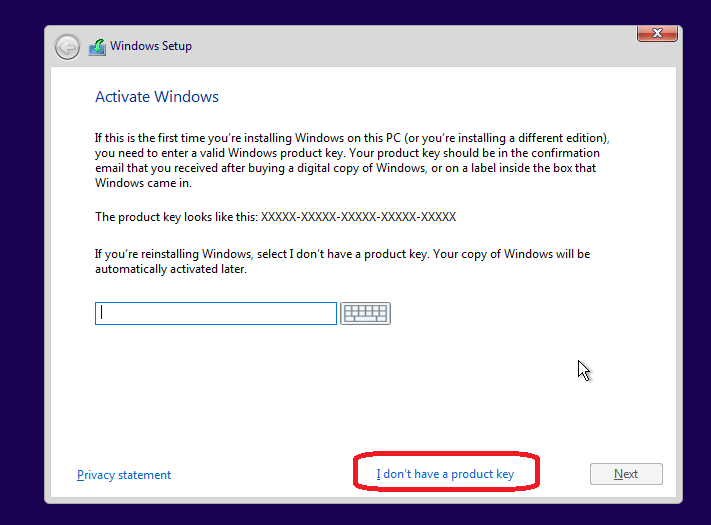 Windows Setup
Activate Windows
If this is the first time you're installing Windows on this PC (or you're installing a different edition),
you need to enter a valid Windows product key. Your product key should be in the confirmation
email that you received after buying a digital copy of Windows, or on a label inside the box that
Windows came in.
The product key looks like this: XXXXX-XXXXX-XXXXX-XXXXX-XXXXX
If you're reinstalling Windows, select I don't have a product key. Your copy of Windows will be
automatically activated later.
Privacy statement
I don't have a product key
Next